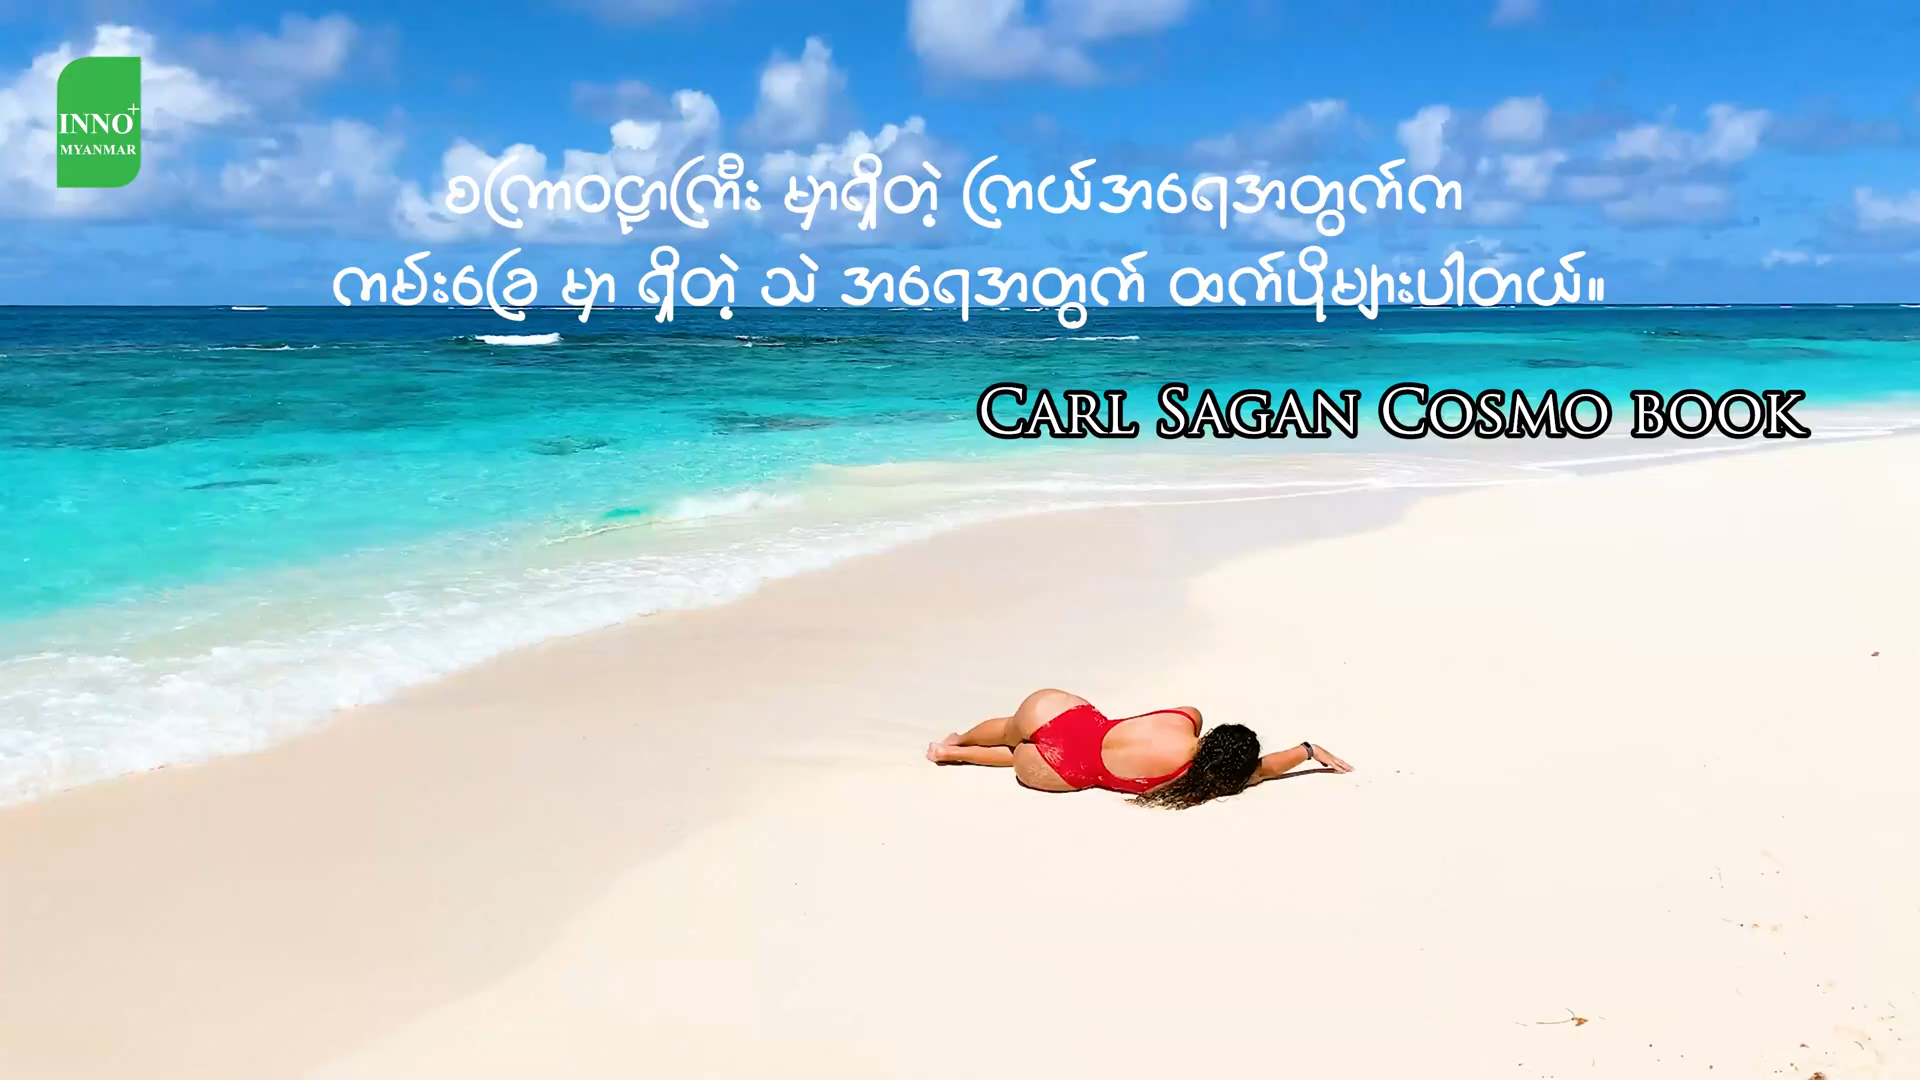 INNO+
MYANMAR
စကြာဝဠာကြီး မှာရှိတဲ့ ကြယ်အရေအတွက်က
ကမ်းခြေ မှာ ရှိတဲ့ သဲ အရေအတွက် ထက်ပိုများပါတယ်။
CARL SAGAN COSMO BOOK